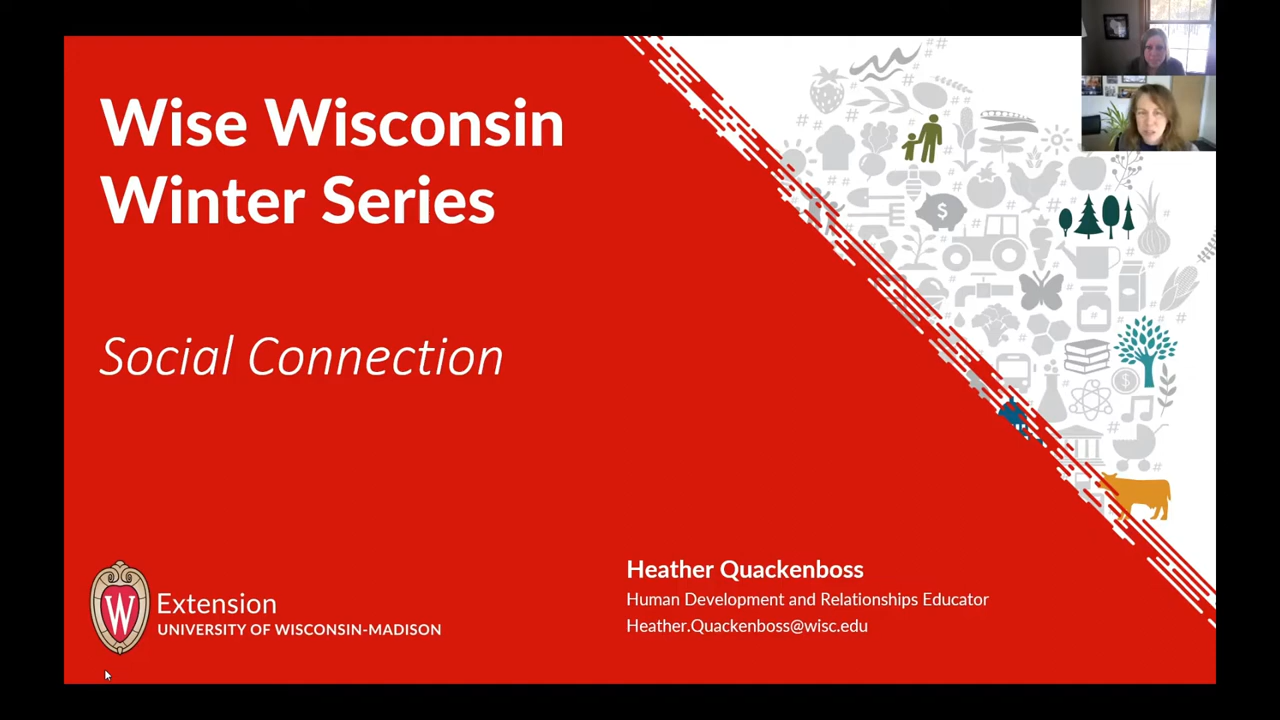 Wise Wisconsin
Winter Series
Social Connection
W
Extension
UNIVERSITY OF WISCONSIN-MADISON
Heather Quackenboss
Human Development and Relationships Educator
Heather.Quackenboss@wisc.edu